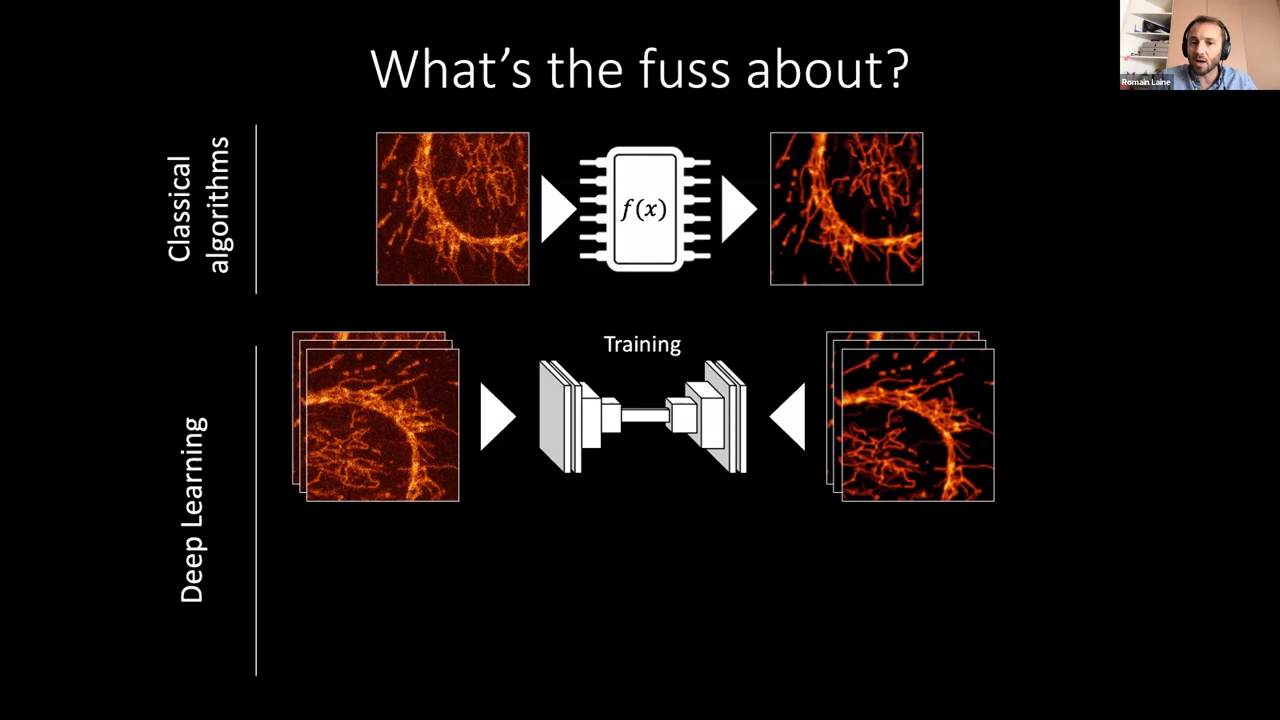 What's the fuss about?
Romain Laine
Classical
algorithms
f(x)
Training
Deep Learning